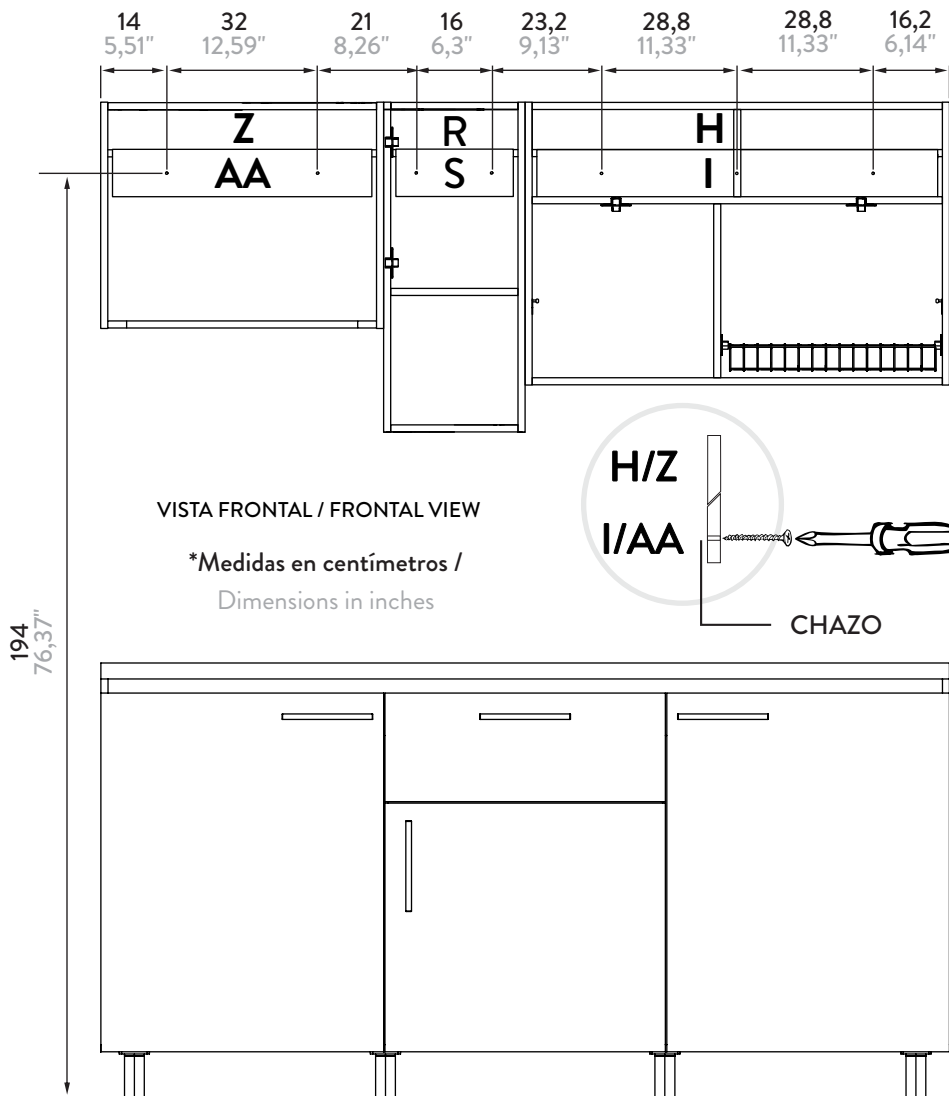 14 32 21 16 23,2 28,8 28,8 16,2
5,51" 12,59" 8,26" 6,3" 9,13" 11,33" 11,33" 6,14"
Z R H
AA S I
VISTA FRONTAL / FRONTAL VIEW
*Medidas en centímetros /
Dimensions in inches
H/Z
I/AA
CHAZO
194
76,37"